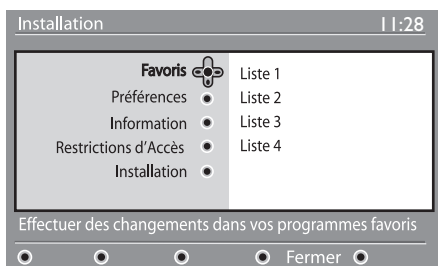 Installation 11:28
Favoris Liste 1
Préférences Liste 2
Information Liste 3
Restrictions d'Accès Liste 4
Installation
Effectuer des changements dans vos programmes favoris
Fermer